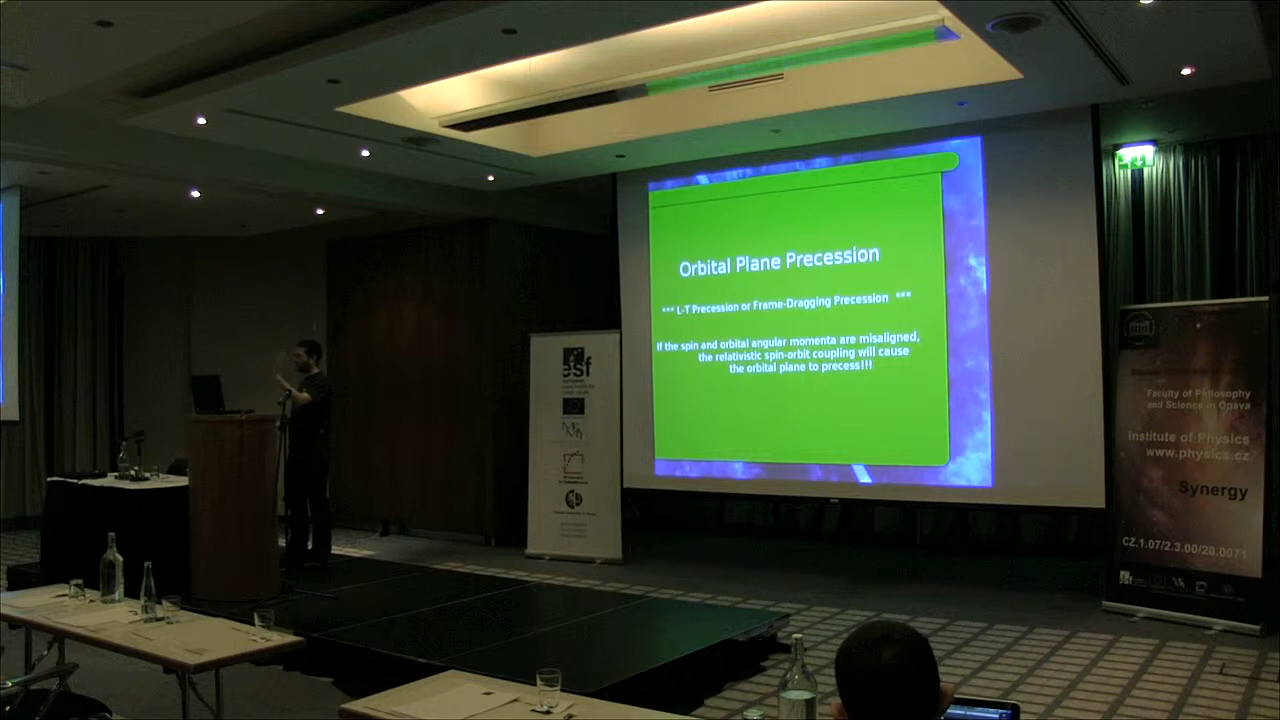 Orbital Plane Precession
*** L-T Precession or Frame-Dragging Precession ***
If the spin and orbital angular momenta are misaligned,
the relativistic spin-orbit coupling will cause
the orbital plane to precess!!!
esf
Faculty of Philosophy
and Science in Opava
Institute of Physics
www.physics.cz
Synergy
CZ.1.07/2.3.00/20.0071
esf